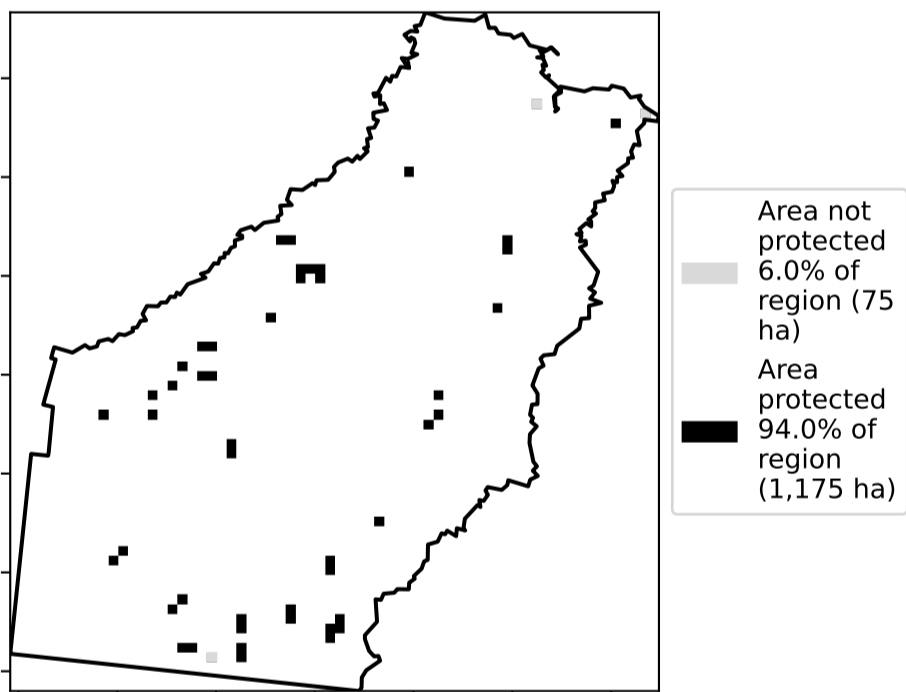 Area not
protected
6.0% of
region (75
ha)
Area
protected
94.0% of
region
(1,175 ha)